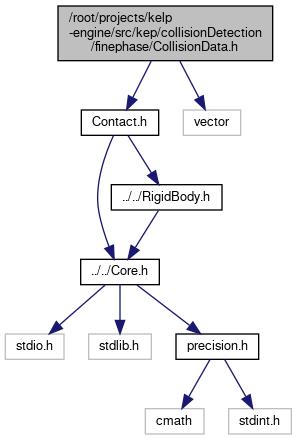 /root/projects/kelp
-engine/src/kep/collisionDetection
/finephase/CollisionData.h
Contact.h
vector
../../RigidBody.h
../../Core.h
stdio.h
stdlib.h
precision.h
cmath
stdint.h